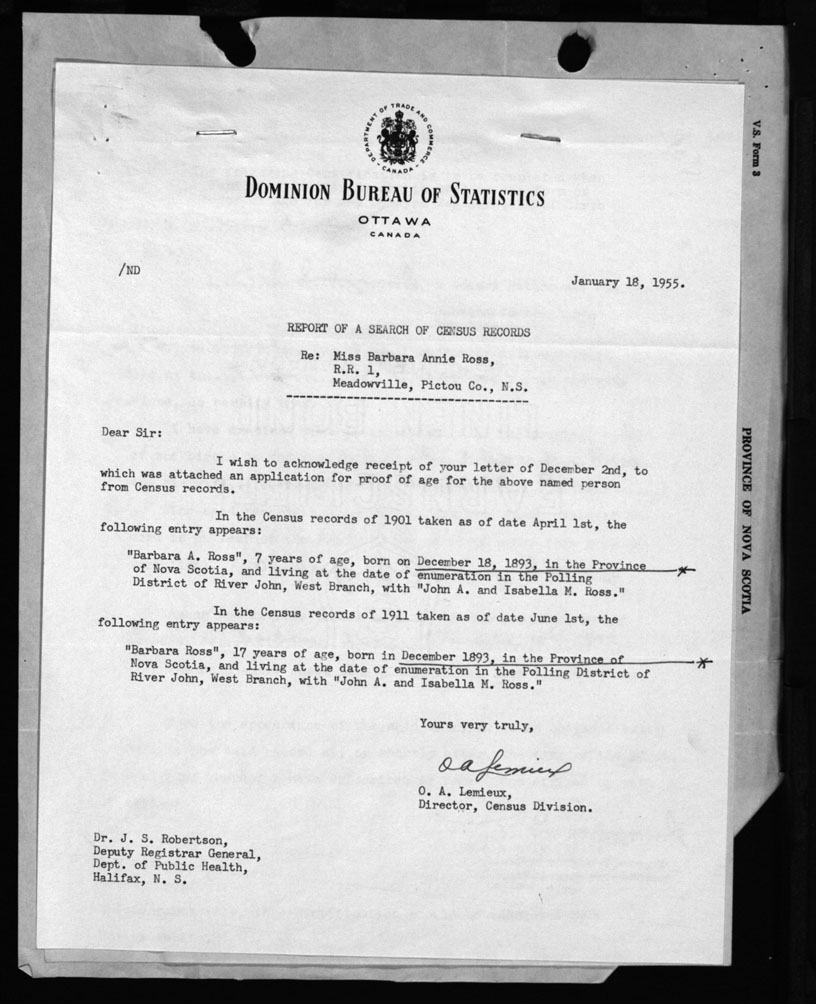 DEPARTMENT OF TRADE AND COMMERCE
CANADA
DOMINION BUREAU OF STATISTICS
OTTAWA
CANADA
/ND
January 18, 1955.
REPORT OF A SEARCH OF CENSUS RECORDS
Re: Miss Barbara Annie Ross,
R.R. 1,
Meadowville, Pictou Co., N.S.
Dear Sir:
I wish to acknowledge receipt of your letter of December 2nd, to
which was attached an application for proof of age for the above named person
from Census records.
In the Census records of 1901 taken as of date April 1st, the
following entry appears:
"Barbara A. Ross", 7 years of age, born on December 18, 1893, in the Province
of Nova Scotia, and living at the date of enumeration in the Polling
District of River John, West Branch, with "John A. and Isabella M. Ross."
In the Census records of 1911 taken as of date June 1st, the
following entry appears:
"Barbara Ross", 17 years of age, born in December 1893, in the Province of
Nova Scotia, and living at the date of enumeration in the Polling District of
River John, West Branch, with "John A. and Isabella M. Ross."
Yours very truly,
O A Lemieux
O. A. Lemieux,
Director, Census Division.
Dr. J. S. Robertson,
Deputy Registrar General,
Dept. of Public Health,
Halifax, N. S.
V.S. Form 3
PROVINCE OF NOVA SCOTIA